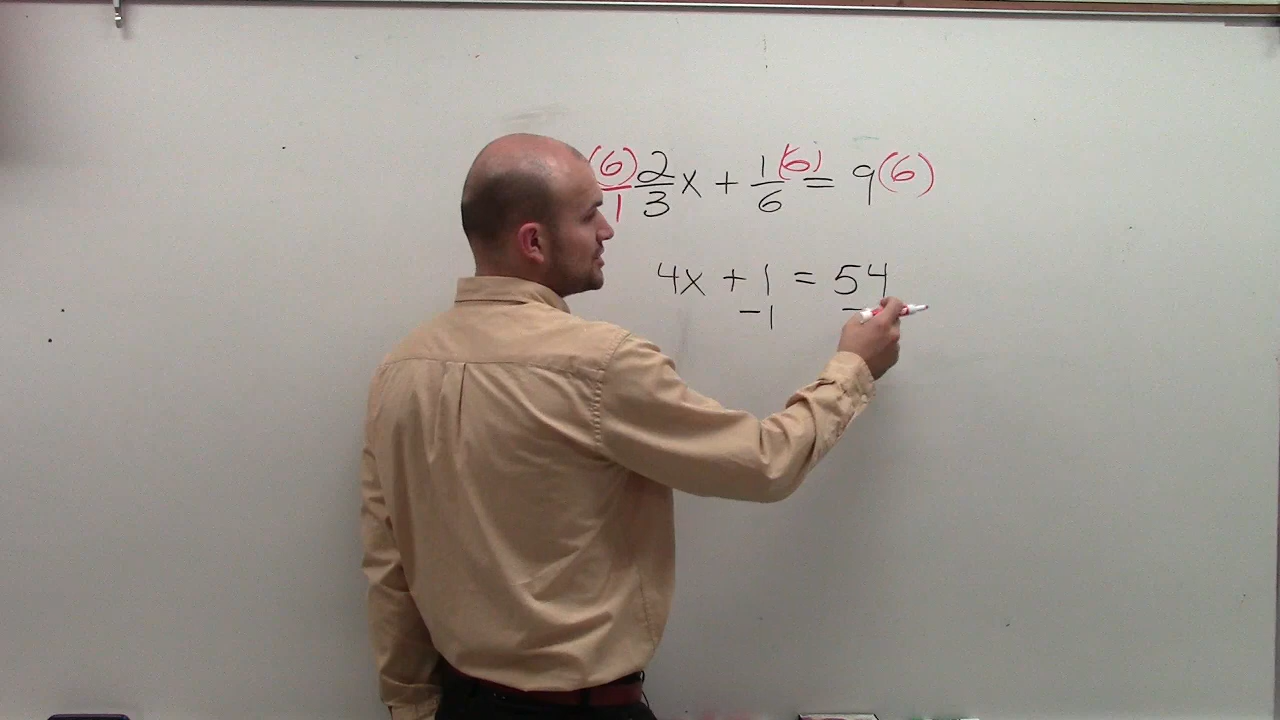 (6)/1 2/3 x + 1/6 (6) = 9(6)
4x + 1 = 54
-1 -